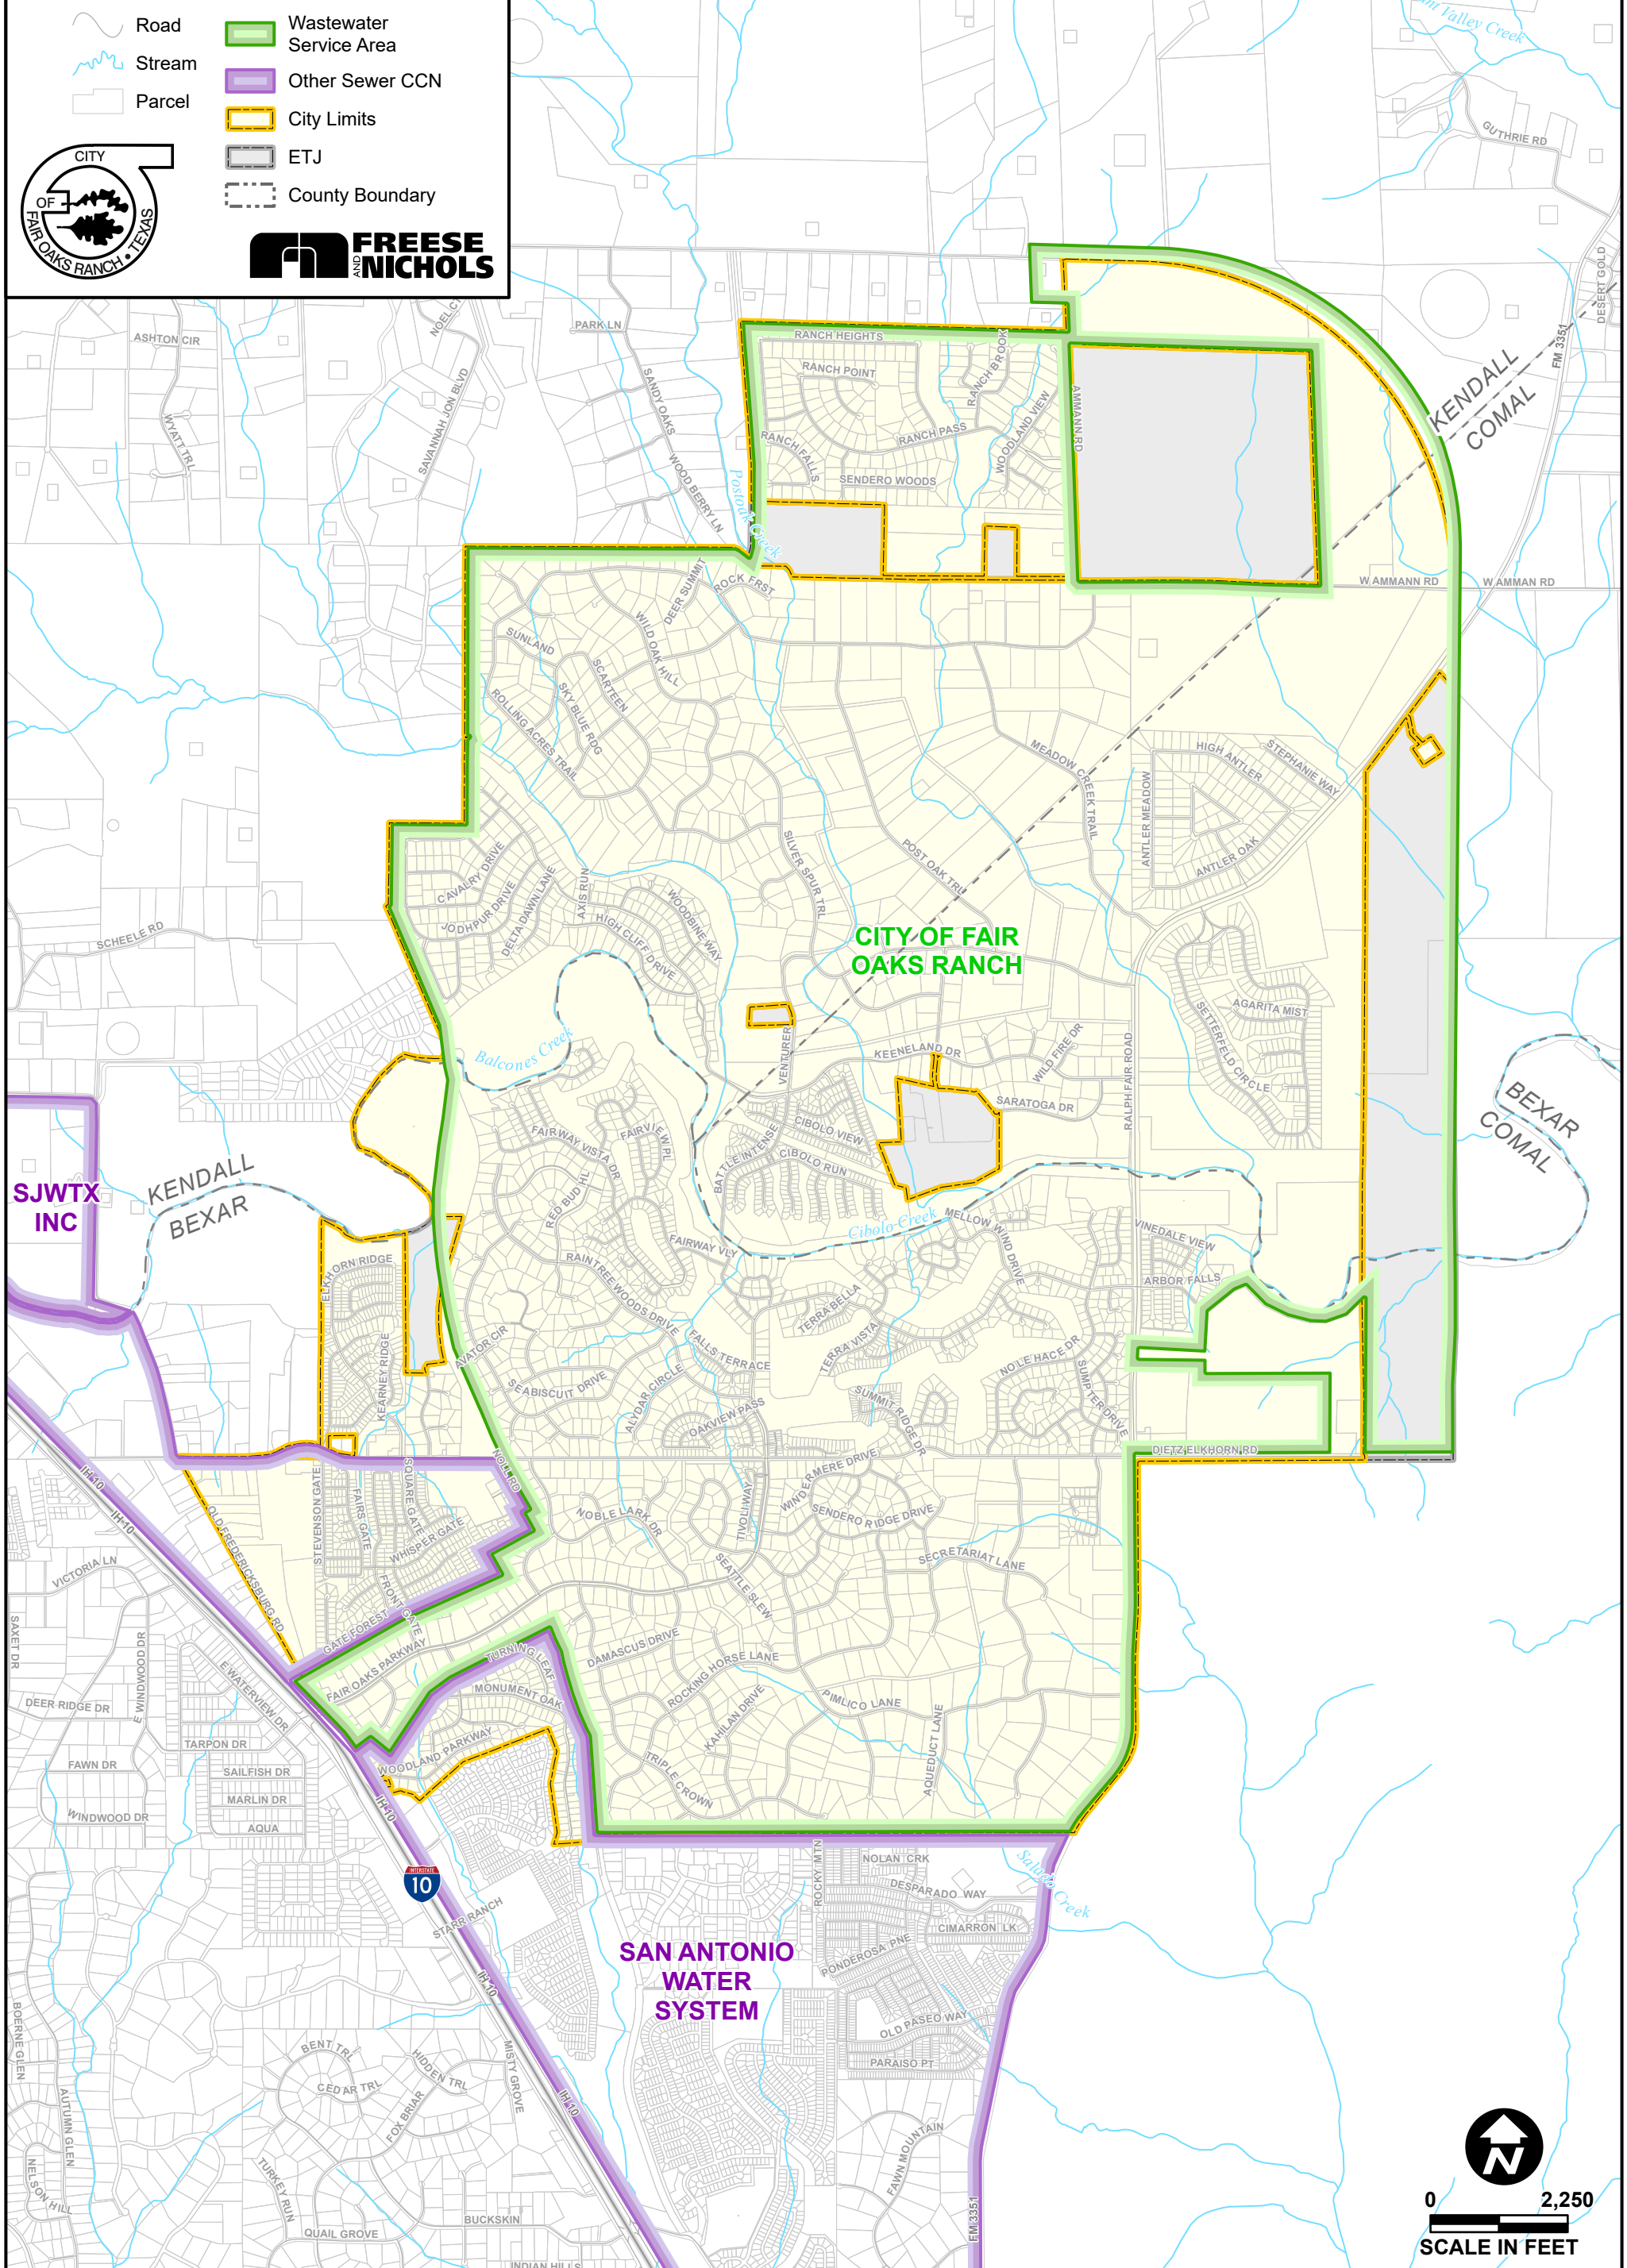 Road
Stream
Parcel
Wastewater
Service Area
Other Sewer CCN
City Limits
ETJ
County Boundary
CITY
OF
FAIR OAKS RANCH • TEXAS
FREESE
AND
NICHOLS
GUTHRIE RD
Valley Creek
DESERT GOLD
FM 3351
KENDALL
COMAL
ASHTON CIR
WYATT TRL
SAVANNAH JON BLVD
PARK LN
SANDY OAKS
WOOD BERRY LN
Postoak Creek
RANCH HEIGHTS
RANCH POINT
RANCH BROOK
RANCH FALLS
RANCH PASS
WOODLAND VIEW
SENDERO WOODS
AMMANN RD
W AMMANN RD
W AMMAN RD
DEER SUMMIT
ROCK FRST
WILD OAK HILL
SUNLAND
SCARTEEN
SKY BLUE RDG
ROLLING ACRES TRAIL
MEADOW CREEK TRAIL
HIGH ANTLER
STEPHANIE WAY
ANTLER MEADOW
ANTLER OAK
SILVER SPUR TRL
POST OAK TRL
CAVALRY DRIVE
JODHPUR DRIVE
DELTA DAWN LANE
AXIS RUN
HIGH CLIFF DRIVE
WOODBINE WAY
SCHEELE RD
CITY OF FAIR
OAKS RANCH
AGARITA MIST
SETTERFELD CIRCLE
Balcones Creek
VENTURER
KEENELAND DR
WILD FIRE DR
SARATOGA DR
RALPH FAIR ROAD
BEXAR
COMAL
SJWTX
INC
KENDALL
BEXAR
FAIRWAY VISTA DR
FAIRVIEW PL
RED BUD HL
BATTLE INTENSE
CIBOLO VIEW
CIBOLO RUN
Cibolo Creek
MELLOW WIND DRIVE
VINEDALE VIEW
ARBOR FALLS
FAIRWAY VLY
RAINTREE WOODS DRIVE
ELKHORN RIDGE
KEARNEY RIDGE
AVATOR CIR
SEABISCUIT DRIVE
FALLS TERRACE
TERRA BELLA
TERRA VISTA
ALYDAR CIRCLE
OAKVIEW PASS
SUMMIT RIDGE DR
NO LE HACE DR
SUMPTER DRIVE
DIETZ ELKHORN RD
NOLL RD
WINDERMERE DRIVE
SENDERO RIDGE DRIVE
TIVOLI WAY
NOBLE LARK DR
SEATTLE SLEW
SECRETARIAT LANE
IH 10
IH 10
OLD FREDERICKSBURG RD
STEVENSON GATE
FAIRS GATE
SQUARE GATE
WHISPER GATE
FRONT GATE
GATE FOREST
FAIR OAKS PARKWAY
TURNING LEAF
MONUMENT OAK
WOODLAND PARKWAY
DAMASCUS DRIVE
ROCKING HORSE LANE
KAHILAN DRIVE
PIMLICO LANE
AQUEDUCT LANE
TRIPLE CROWN
VICTORIA LN
SAXET DR
E WINDWOOD DR
E WATERVIEW DR
DEER RIDGE DR
TARPON DR
FAWN DR
SAILFISH DR
MARLIN DR
WINDWOOD DR
AQUA
IH 10
INTERSTATE
10
STARR RANCH
IH 10
ROCKY MTN
NOLAN CRK
DESPARADO WAY
CIMARRON LK
Salado Creek
PONDEROSA PNE
SAN ANTONIO
WATER
SYSTEM
OLD PASEO WAY
PARAISO PT
BOERNE GLEN
AUTUMN GLEN
NELSON HILL
BENT TRL
HIDDEN TRL
CEDAR TRL
FOX BRIAR
MISTY GROVE
IH 10
TURKEY RUN
QUAIL GROVE
BUCKSKIN
INDIAN HILLS
FAWN MOUNTAIN
FM 3351
N
0 2,250
SCALE IN FEET